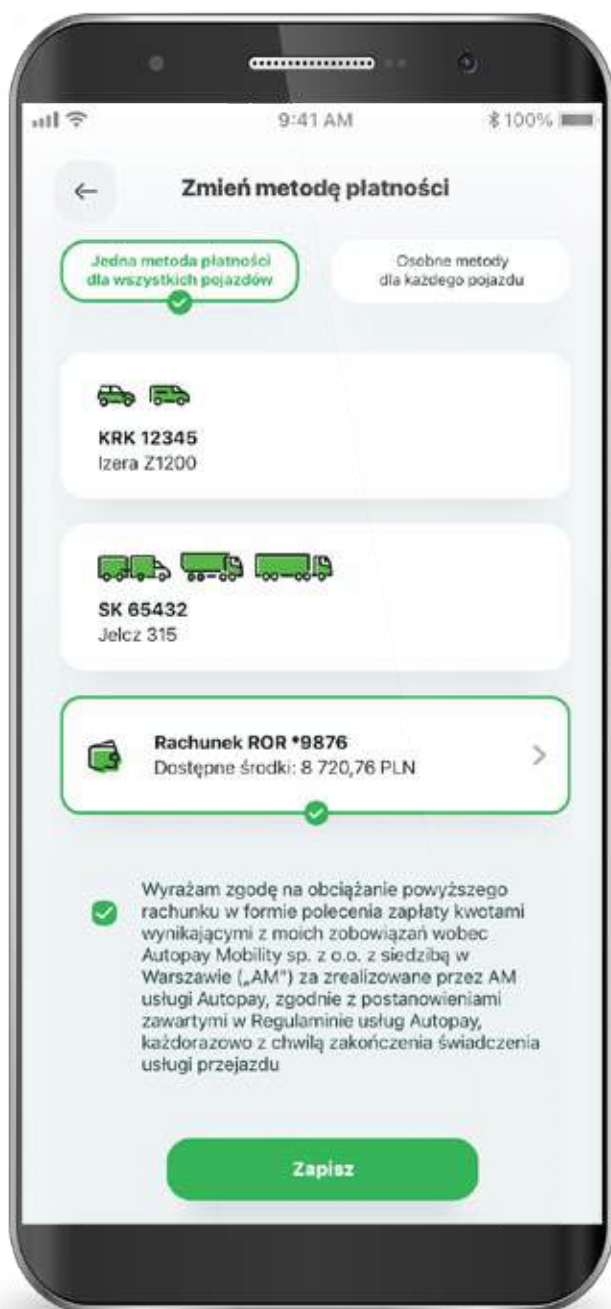 9:41 AM
100%
Zmień metodę płatności
Jedna metoda płatności
dla wszystkich pojazdów
Osobne metody
dla każdego pojazdu
KRK 12345
Izera Z1200
SK 65432
Jelcz 315
Rachunek ROR *9876
Dostępne środki: 8 720,76 PLN
Wyrażam zgodę na obciążanie powyższego
rachunku w formie polecenia zapłaty kwotami
wynikającymi z moich zobowiązań wobec
Autopay Mobility sp. z o.o. z siedzibą w
Warszawie („AM") za zrealizowane przez AM
usługi Autopay, zgodnie z postanowieniami
zawartymi w Regulaminie usług Autopay,
każdorazowo z chwilą zakończenia świadczenia
usługi przejazdu
Zapisz